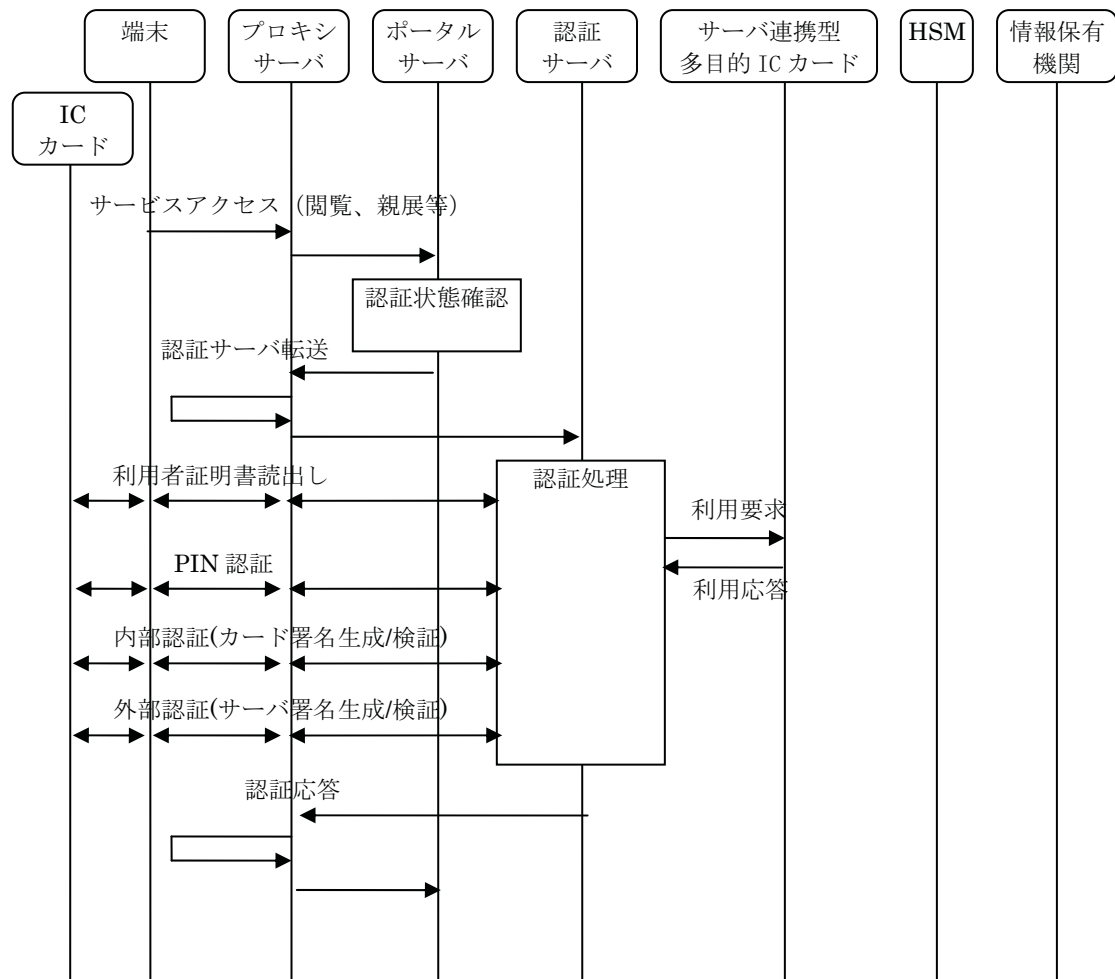 端末
プロキシ
サーバ
ポータル
サーバ
認証
サーバ
サーバ連携型
多目的 IC カード
HSM
情報保有
機関
IC
カード
サービスアクセス（閲覧、親展等）
認証状態確認
認証サーバ転送
認証処理
利用者証明書読出し
利用要求
PIN 認証
利用応答
内部認証(カード署名生成/検証)
外部認証(サーバ署名生成/検証)
認証応答